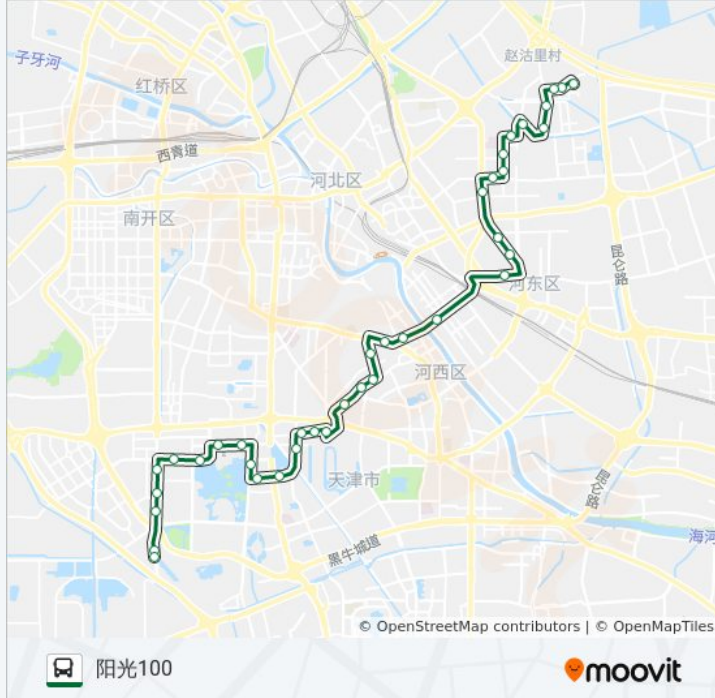 赵沽里村
子牙河
红桥区
西青道
河北区
南开区
昆仑路
河东区
河西区
天津市
昆仑路
黑牛城道
海河
© OpenStreetMap contributors | © OpenMapTiles
阳光100
moovit